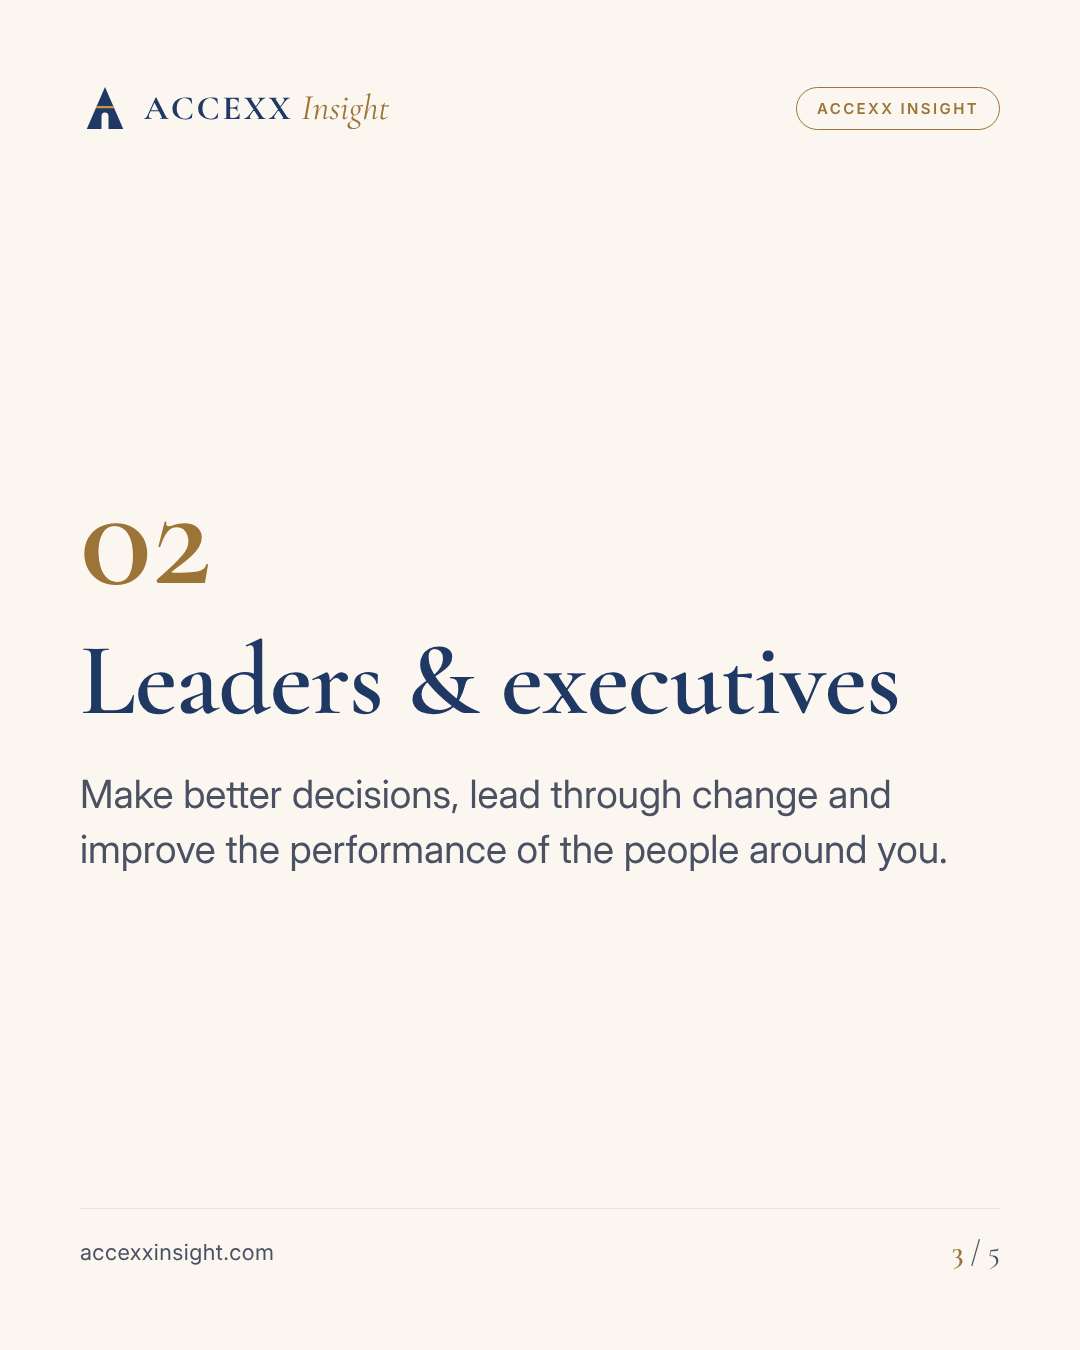 ACCEXX Insight
ACCEXX INSIGHT
02
Leaders & executives
Make better decisions, lead through change and
improve the performance of the people around you.
accexxinsight.com
3 / 5